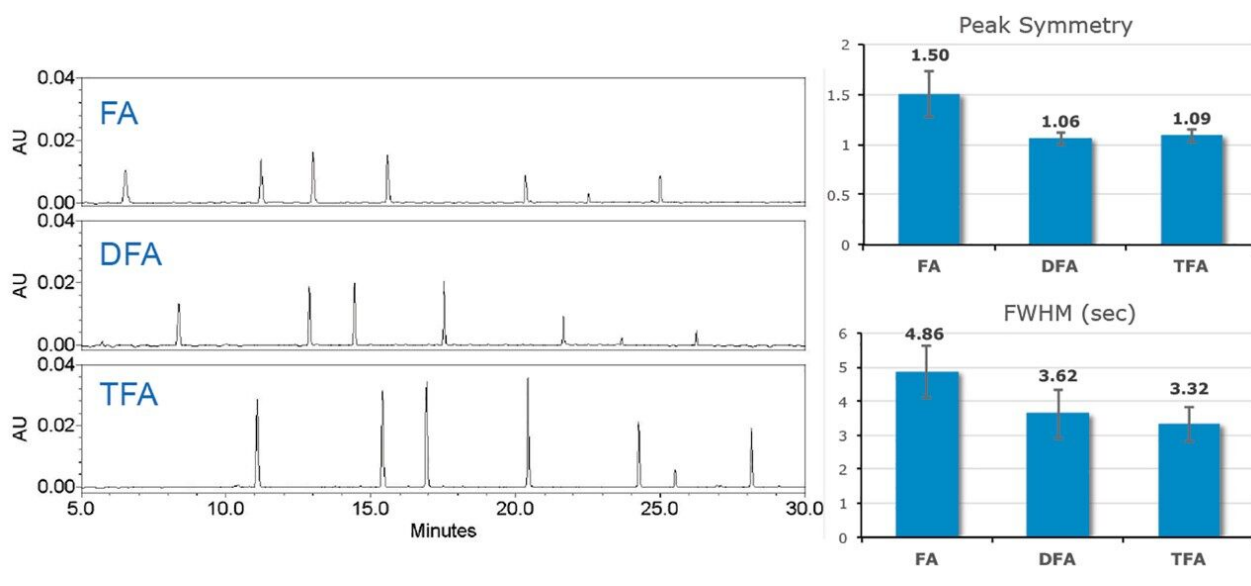 0.04
FA
AU
0.02
0.00
0.04
DFA
AU
0.02
0.00
0.04
TFA
AU
0.02
0.00
5.0 10.0 15.0 20.0 25.0 30.0
Minutes
Peak Symmetry
2
1.5
1
0.5
0
1.50
1.06
1.09
FA DFA TFA
FWHM (sec)
6
5
4
3
2
1
0
4.86
3.62
3.32
FA DFA TFA